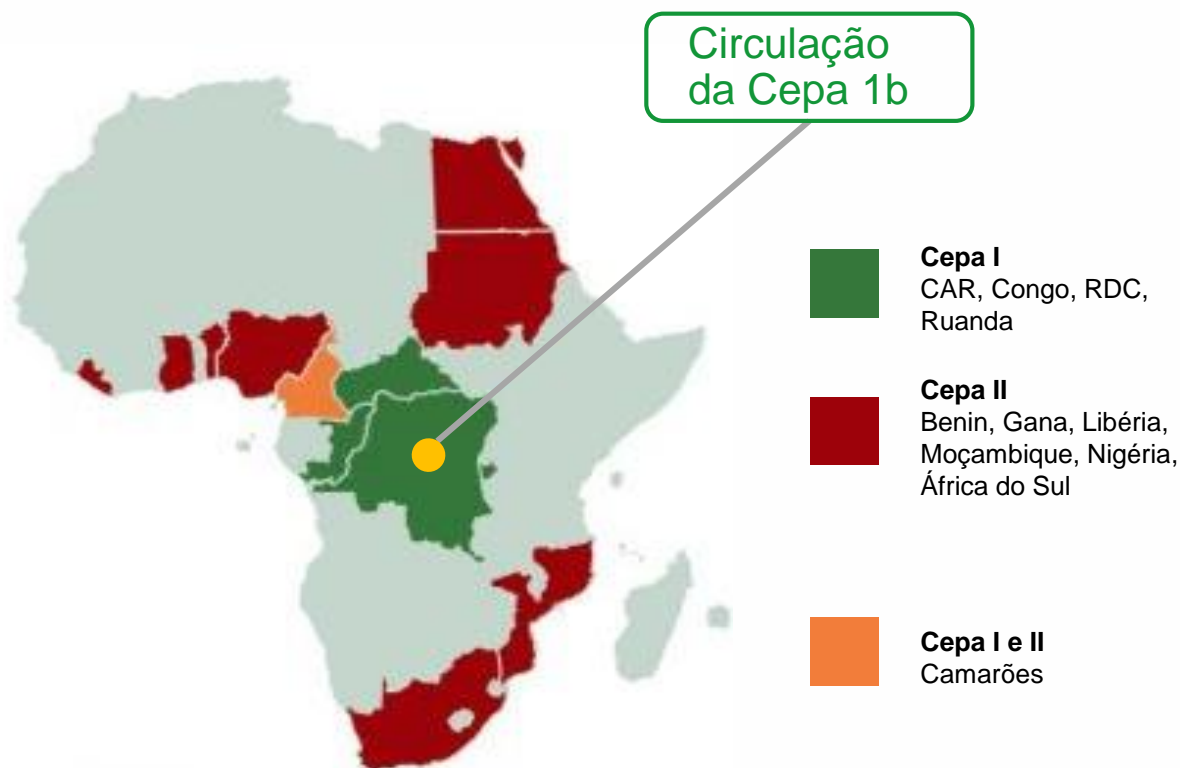 Circulação
da Cepa 1b
Cepa I
CAR, Congo, RDC,
Ruanda
Cepa II
Benin, Gana, Libéria,
Moçambique, Nigéria,
África do Sul
Cepa I e II
Camarões